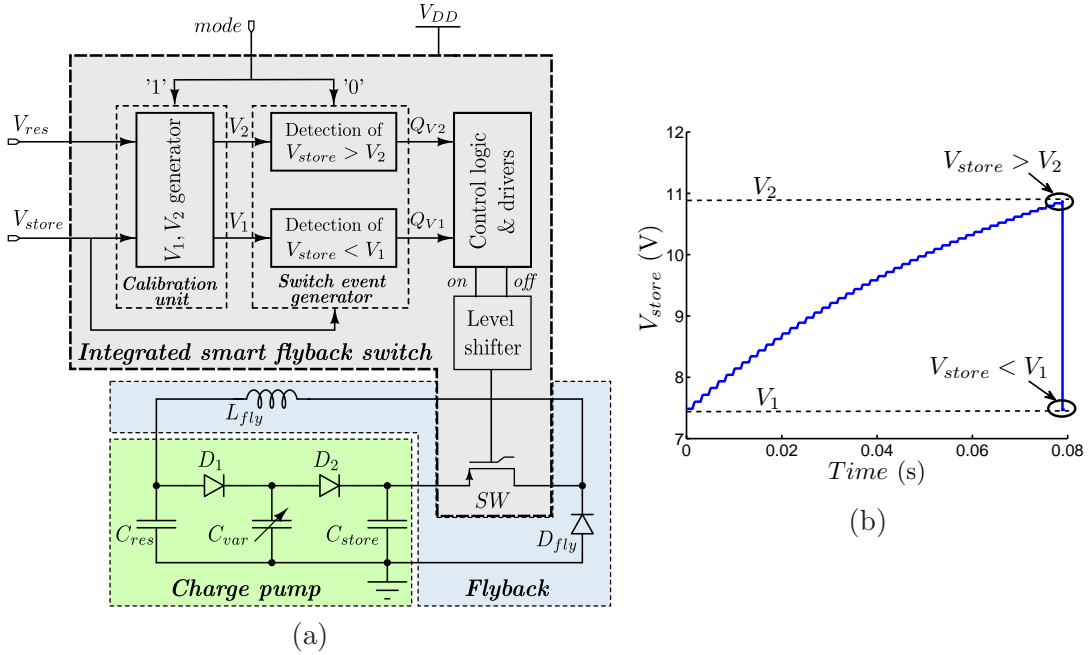 mode
V_DD
'1'
'0'
V_res
V_store
V_1, V_2 generator
V_2
V_1
Detection of
V_store > V_2
Detection of
V_store < V_1
Q_V2
Q_V1
Control logic
& drivers
Calibration
unit
Switch event
generator
on
off
Level
shifter
Integrated smart flyback switch
L_fly
D_1
D_2
SW
C_res
C_var
C_store
D_fly
Charge pump
Flyback
(a)
12
11
10
9
8
7
V_store (V)
V_2
V_store > V_2
V_store < V_1
V_1
0
0.02
0.04
0.06
0.08
Time (s)
(b)